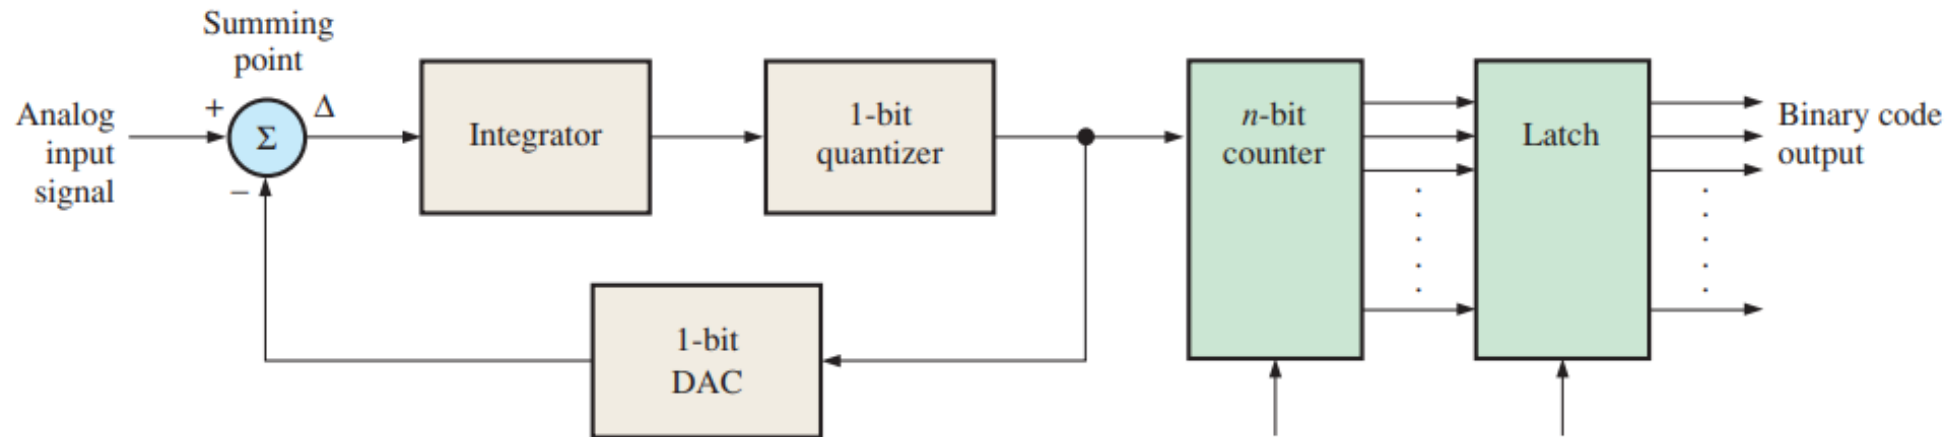 Summing
point
Analog
input
signal
+
−
Σ
Δ
Integrator
1-bit
quantizer
1-bit
DAC
n-bit
counter
Latch
Binary code
output